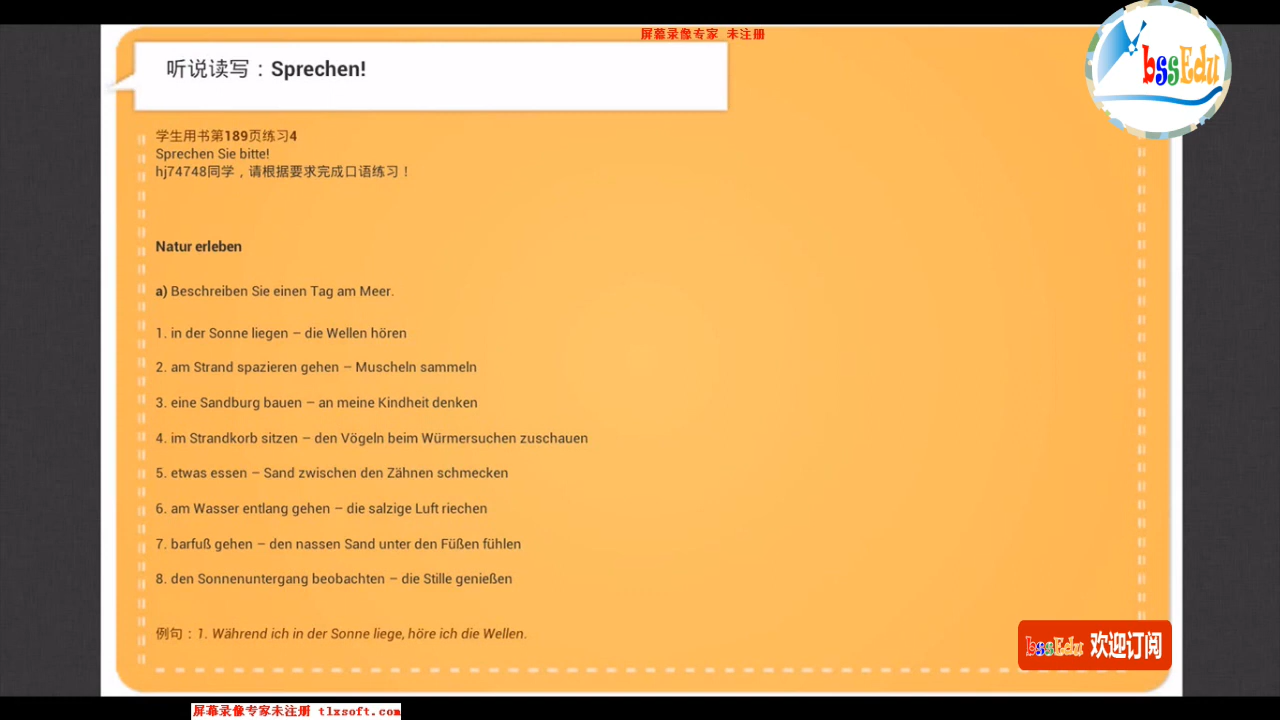 屏幕录像专家 未注册
bssEdu
听说读写：Sprechen!
学生用书第189页练习4
Sprechen Sie bitte!
hj74748同学，请根据要求完成口语练习！
Natur erleben
a) Beschreiben Sie einen Tag am Meer.
1. in der Sonne liegen – die Wellen hören
2. am Strand spazieren gehen – Muscheln sammeln
3. eine Sandburg bauen – an meine Kindheit denken
4. im Strandkorb sitzen – den Vögeln beim Würmersuchen zuschauen
5. etwas essen – Sand zwischen den Zähnen schmecken
6. am Wasser entlang gehen – die salzige Luft riechen
7. barfuß gehen – den nassen Sand unter den Füßen fühlen
8. den Sonnenuntergang beobachten – die Stille genießen
例句：1. Während ich in der Sonne liege, höre ich die Wellen.
bssEdu 欢迎订阅
屏幕录像专家未注册 tlxsoft.com